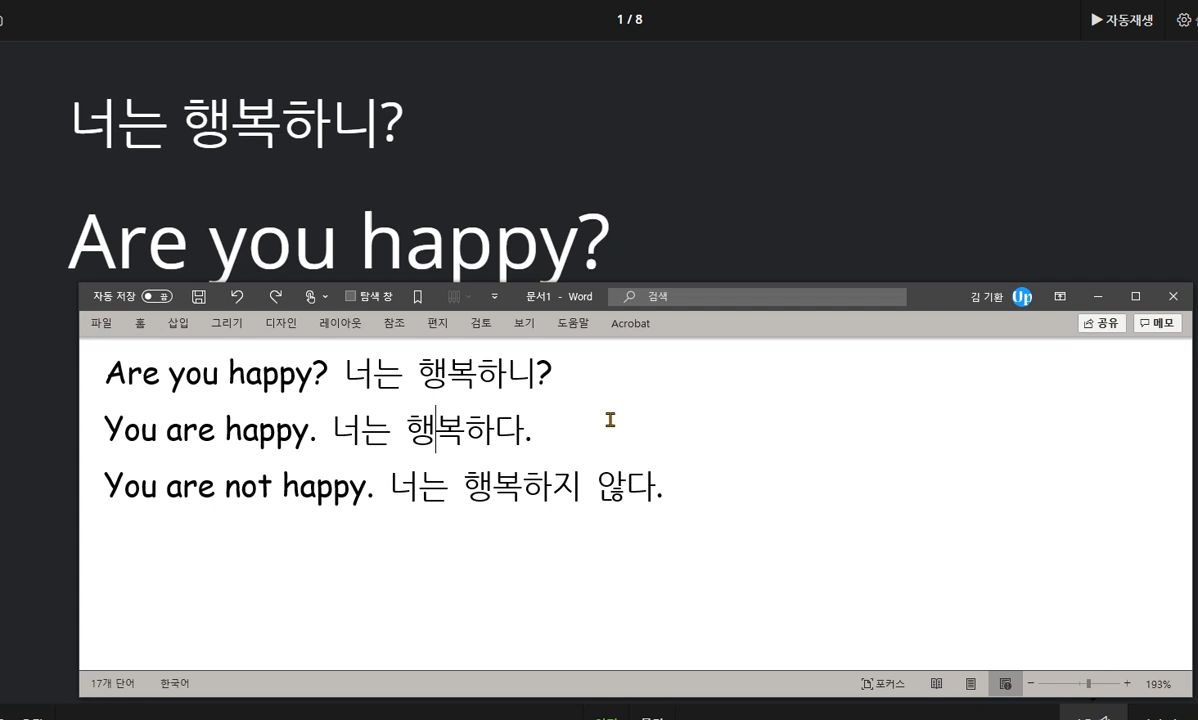 1 / 8
▶ 자동재생
너는 행복하니?
Are you happy?
자동 저장 끔 탐색 창 문서1 - Word 검색 김 기환 Up
파일 홈 삽입 그리기 디자인 레이아웃 참조 편지 검토 보기 도움말 Acrobat 공유 메모
Are you happy? 너는 행복하니?
You are happy. 너는 행복하다.
You are not happy. 너는 행복하지 않다.
17개 단어 한국어 포커스 193%